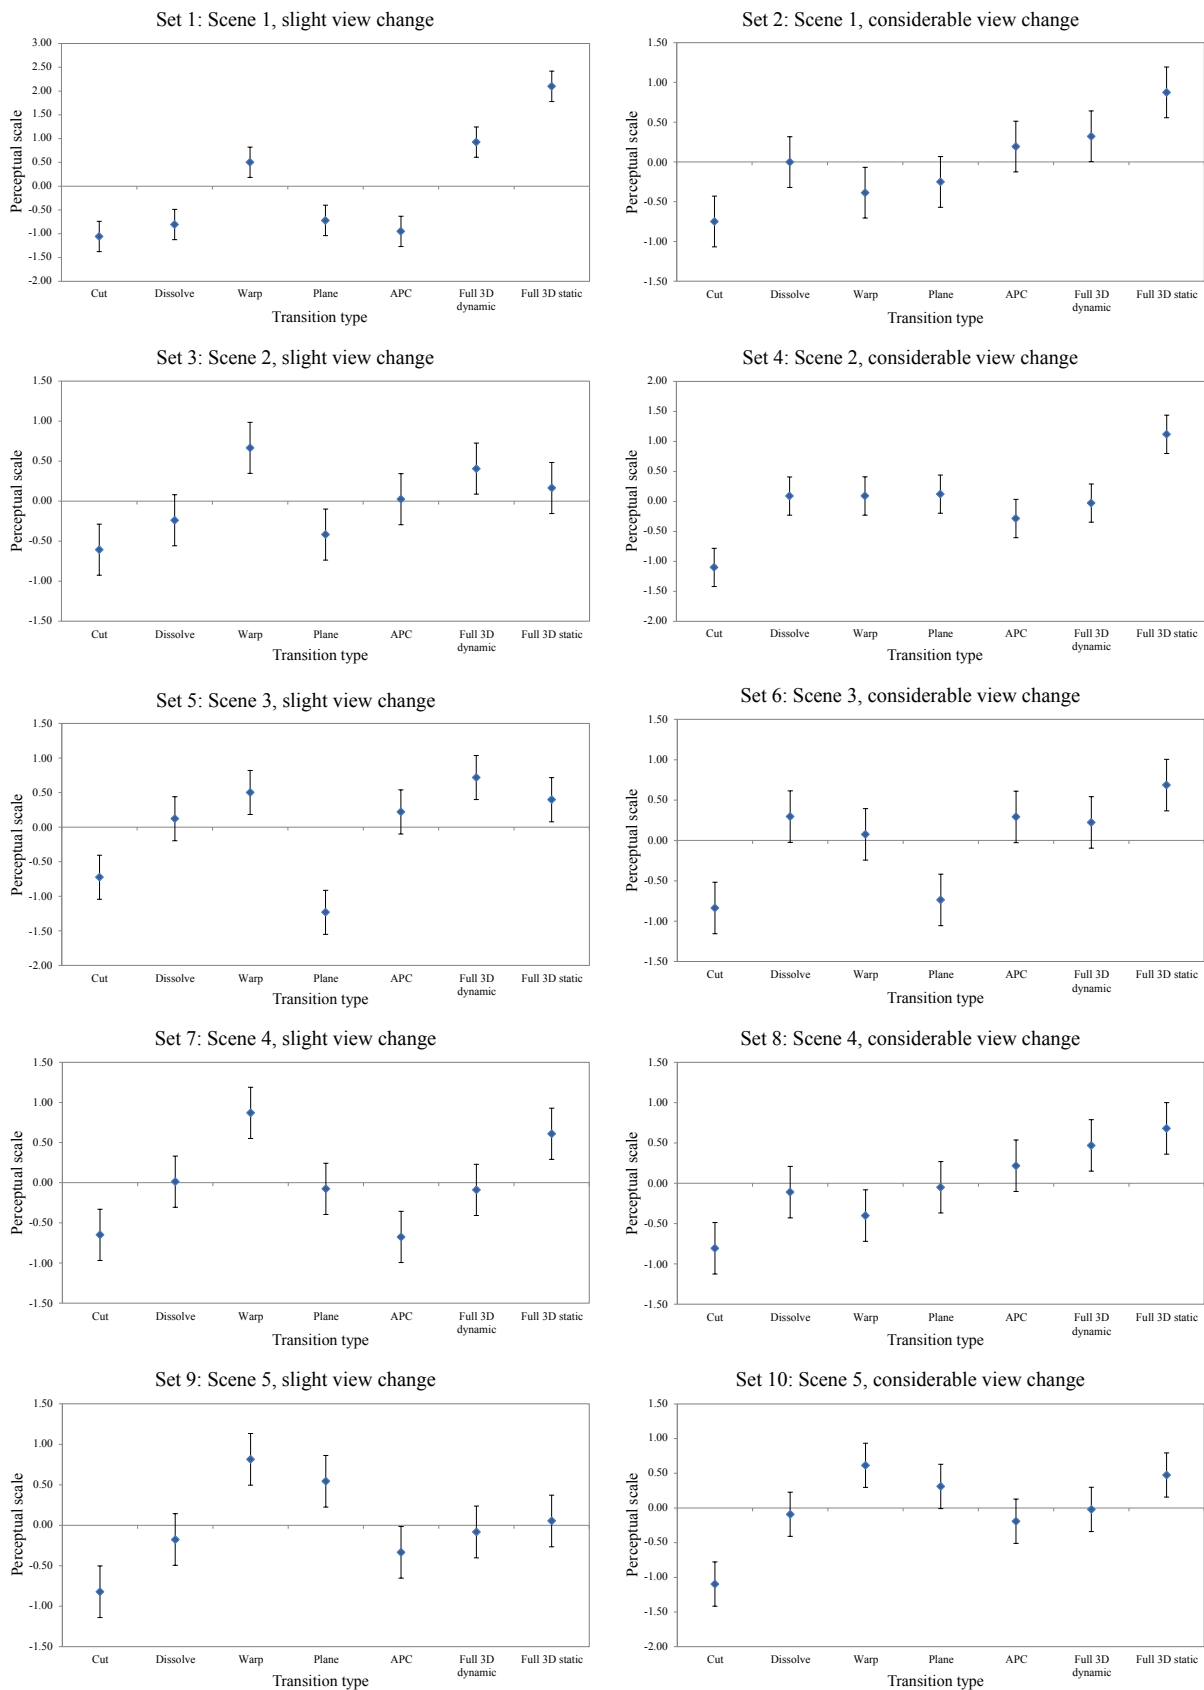 Set 1: Scene 1, slight view change
3.00
2.50
2.00
1.50
1.00
0.50
0.00
-0.50
-1.00
-1.50
-2.00
Perceptual scale
Cut Dissolve Warp Plane APC Full 3D dynamic Full 3D static
Transition type
Set 2: Scene 1, considerable view change
1.50
1.00
0.50
0.00
-0.50
-1.00
-1.50
Perceptual scale
Cut Dissolve Warp Plane APC Full 3D dynamic Full 3D static
Transition type
Set 3: Scene 2, slight view change
1.50
1.00
0.50
0.00
-0.50
-1.00
-1.50
Perceptual scale
Cut Dissolve Warp Plane APC Full 3D dynamic Full 3D static
Transition type
Set 4: Scene 2, considerable view change
2.00
1.50
1.00
0.50
0.00
-0.50
-1.00
-1.50
-2.00
Perceptual scale
Cut Dissolve Warp Plane APC Full 3D dynamic Full 3D static
Transition type
Set 5: Scene 3, slight view change
1.50
1.00
0.50
0.00
-0.50
-1.00
-1.50
-2.00
Perceptual scale
Cut Dissolve Warp Plane APC Full 3D dynamic Full 3D static
Transition type
Set 6: Scene 3, considerable view change
1.50
1.00
0.50
0.00
-0.50
-1.00
-1.50
Perceptual scale
Cut Dissolve Warp Plane APC Full 3D dynamic Full 3D static
Transition type
Set 7: Scene 4, slight view change
1.50
1.00
0.50
0.00
-0.50
-1.00
-1.50
Perceptual scale
Cut Dissolve Warp Plane APC Full 3D dynamic Full 3D static
Transition type
Set 8: Scene 4, considerable view change
1.50
1.00
0.50
0.00
-0.50
-1.00
-1.50
Perceptual scale
Cut Dissolve Warp Plane APC Full 3D dynamic Full 3D static
Transition type
Set 9: Scene 5, slight view change
1.50
1.00
0.50
0.00
-0.50
-1.00
-1.50
Perceptual scale
Cut Dissolve Warp Plane APC Full 3D dynamic Full 3D static
Transition type
Set 10: Scene 5, considerable view change
1.50
1.00
0.50
0.00
-0.50
-1.00
-1.50
-2.00
Perceptual scale
Cut Dissolve Warp Plane APC Full 3D dynamic Full 3D static
Transition type